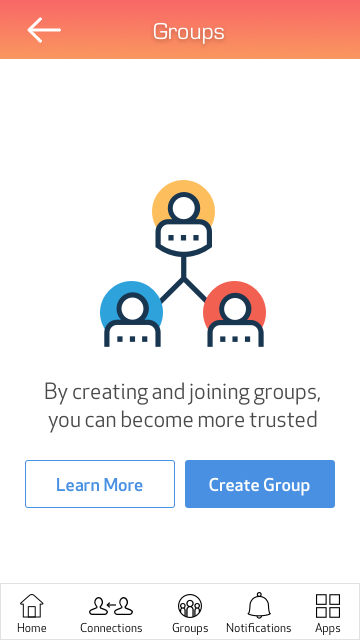 Groups
By creating and joining groups,
you can become more trusted
Learn More
Create Group
Home
Connections
Groups
Notifications
Apps